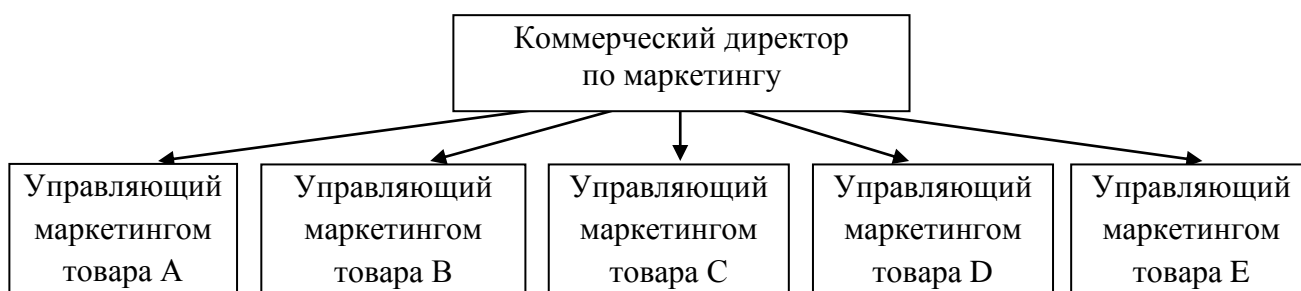 Коммерческий директор
по маркетингу
Управляющий
маркетингом
товара A
Управляющий
маркетингом
товара B
Управляющий
маркетингом
товара C
Управляющий
маркетингом
товара D
Управляющий
маркетингом
товара E